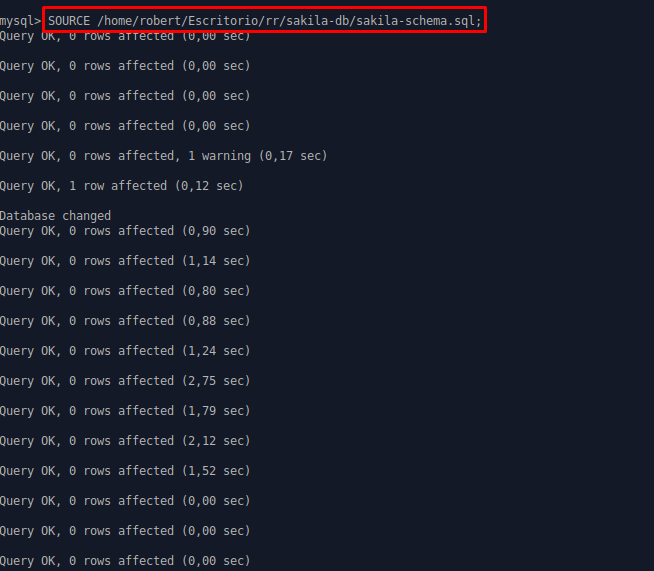 mysql> SOURCE /home/robert/Escritorio/rr/sakila-db/sakila-schema.sql;
Query OK, 0 rows affected (0,00 sec)
Query OK, 0 rows affected (0,00 sec)
Query OK, 0 rows affected (0,00 sec)
Query OK, 0 rows affected (0,00 sec)
Query OK, 0 rows affected, 1 warning (0,17 sec)
Query OK, 1 row affected (0,12 sec)
Database changed
Query OK, 0 rows affected (0,90 sec)
Query OK, 0 rows affected (1,14 sec)
Query OK, 0 rows affected (0,80 sec)
Query OK, 0 rows affected (0,88 sec)
Query OK, 0 rows affected (1,24 sec)
Query OK, 0 rows affected (2,75 sec)
Query OK, 0 rows affected (1,79 sec)
Query OK, 0 rows affected (2,12 sec)
Query OK, 0 rows affected (1,52 sec)
Query OK, 0 rows affected (0,00 sec)
Query OK, 0 rows affected (0,00 sec)
Query OK, 0 rows affected (0,00 sec)